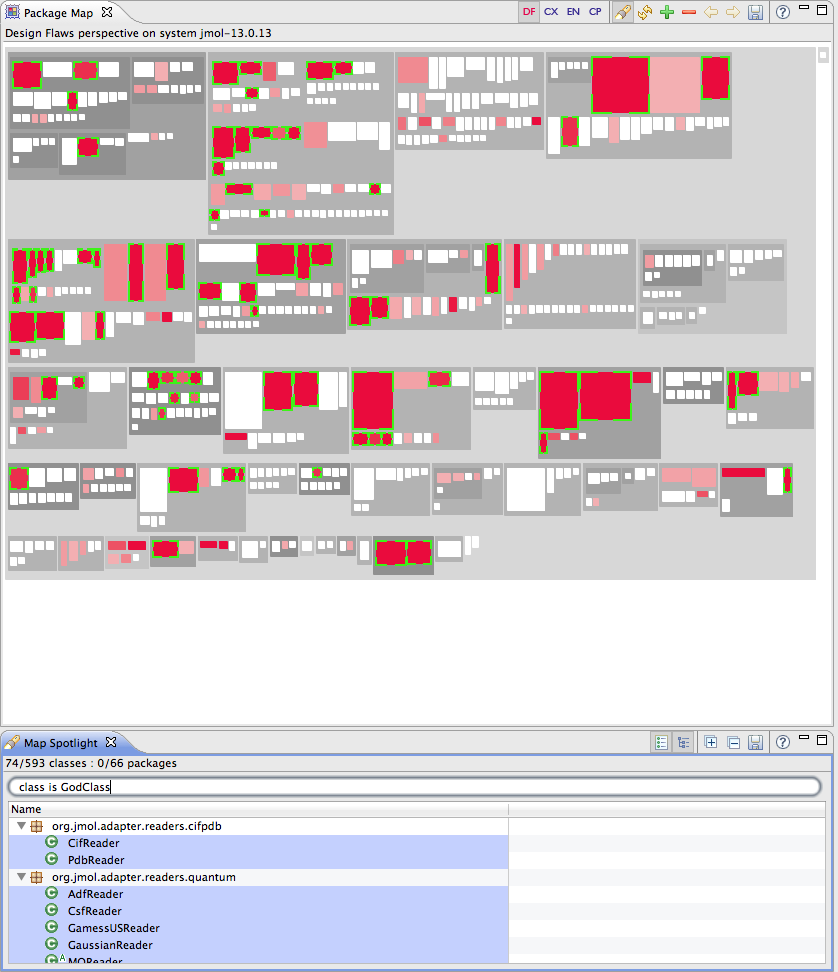 Package Map
DF CX EN CP
Design Flaws perspective on system jmol-13.0.13
Map Spotlight
74/593 classes : 0/66 packages
class is GodClass
Name
org.jmol.adapter.readers.cifpdb
C CifReader
C PdbReader
org.jmol.adapter.readers.quantum
C AdfReader
C CsfReader
C GamessUSReader
C GaussianReader
C A MOReader